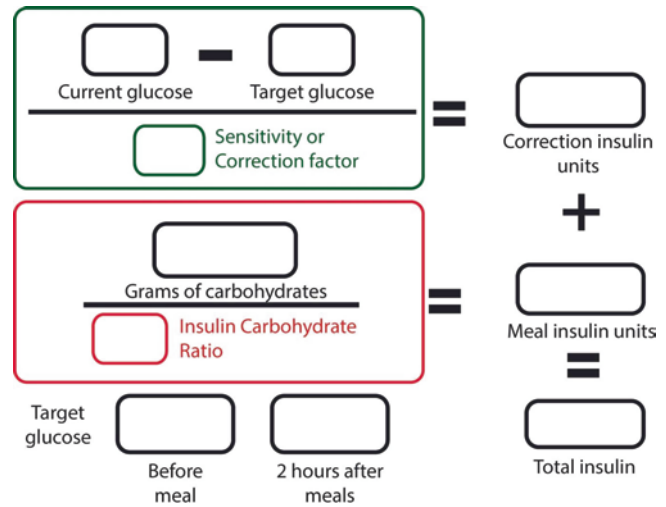 Current glucose
Target glucose
Sensitivity or
Correction factor
Correction insulin
units
Grams of carbohydrates
Insulin Carbohydrate
Ratio
Meal insulin units
Target
glucose
Before
meal
2 hours after
meals
Total insulin